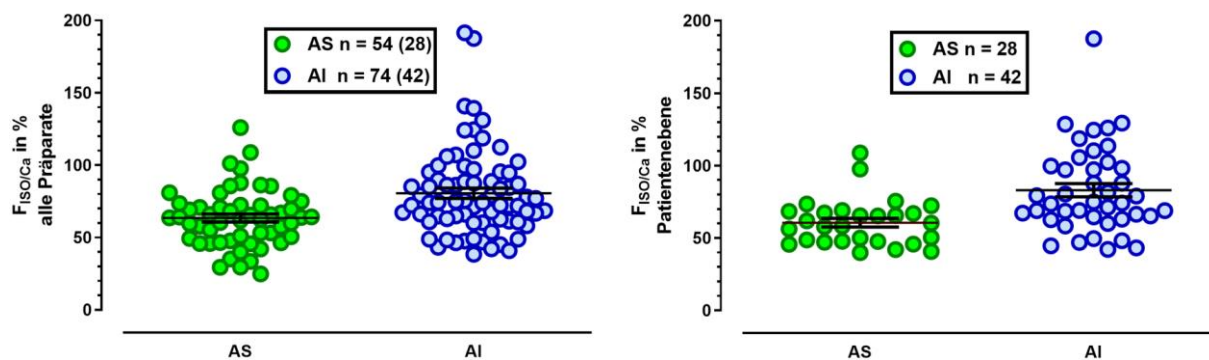 F_ISO/Ca in %
alle Präparate
200
150
100
50
0
AS n = 54 (28)
AI n = 74 (42)
AS
AI
F_ISO/Ca in %
Patientenebene
200
150
100
50
0
AS n = 28
AI n = 42
AS
AI